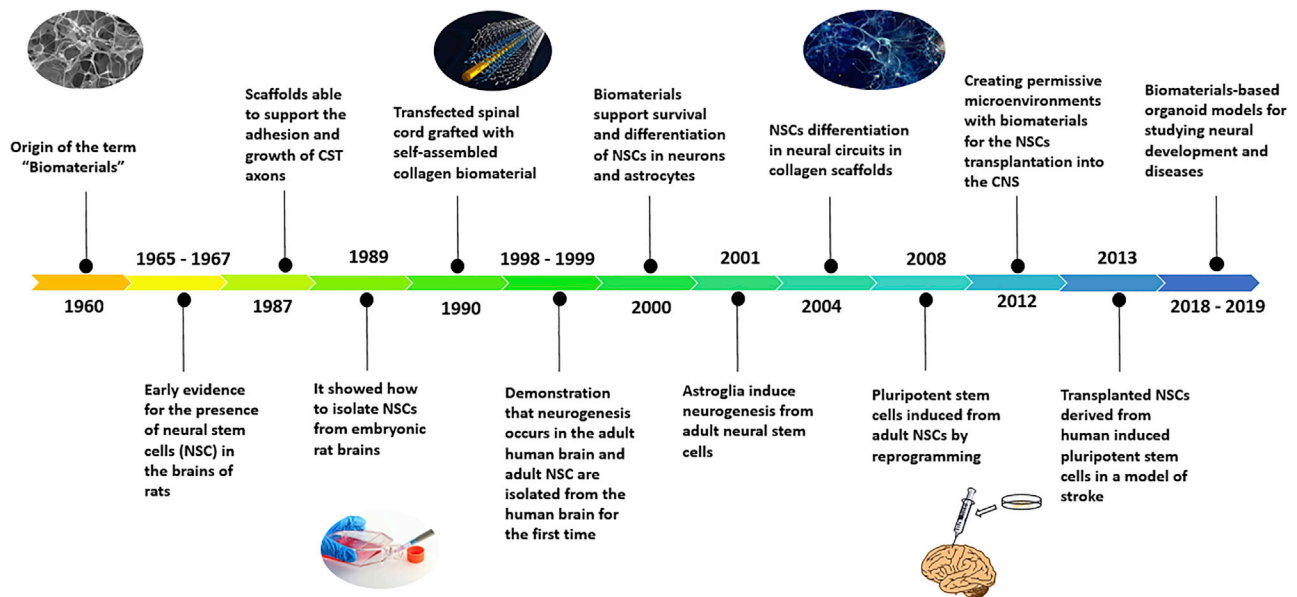 Origin of the term
“Biomaterials”
Scaffolds able
to support the
adhesion and
growth of CST
axons
Transfected spinal
cord grafted with
self-assembled
collagen biomaterial
Biomaterials
support survival
and differentiation
of NSCs in neurons
and astrocytes
NSCs differentiation
in neural circuits in
collagen scaffolds
Creating permissive
microenvironments
with biomaterials
for the NSCs
transplantation into
the CNS
Biomaterials-based
organoid models for
studying neural
development and
diseases
1965 - 1967
1989
1998 - 1999
2001
2008
2013
1960
1987
1990
2000
2004
2012
2018 - 2019
Early evidence
for the presence
of neural stem
cells (NSC) in
the brains of
rats
It showed how
to isolate NSCs
from embryonic
rat brains
Demonstration
that neurogenesis
occurs in the adult
human brain and
adult NSC are
isolated from the
human brain for
the first time
Astroglia induce
neurogenesis from
adult neural stem
cells
Pluripotent stem
cells induced from
adult NSCs by
reprogramming
Transplanted NSCs
derived from
human induced
pluripotent stem
cells in a model of
stroke